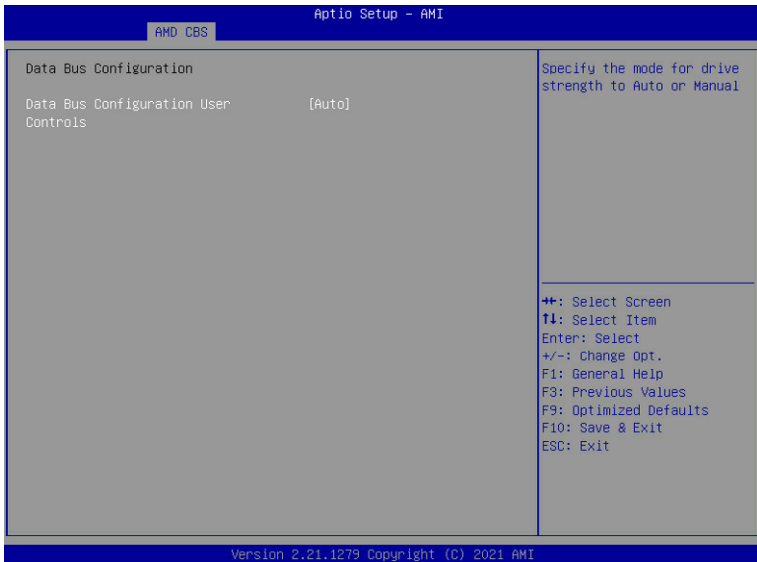 Aptio Setup – AMI
AMD CBS
Data Bus Configuration
Data Bus Configuration User [Auto]
Controls
Specify the mode for drive
strength to Auto or Manual
→←: Select Screen
↑↓: Select Item
Enter: Select
+/-: Change Opt.
F1: General Help
F3: Previous Values
F9: Optimized Defaults
F10: Save & Exit
ESC: Exit
Version 2.21.1279 Copyright (C) 2021 AMI